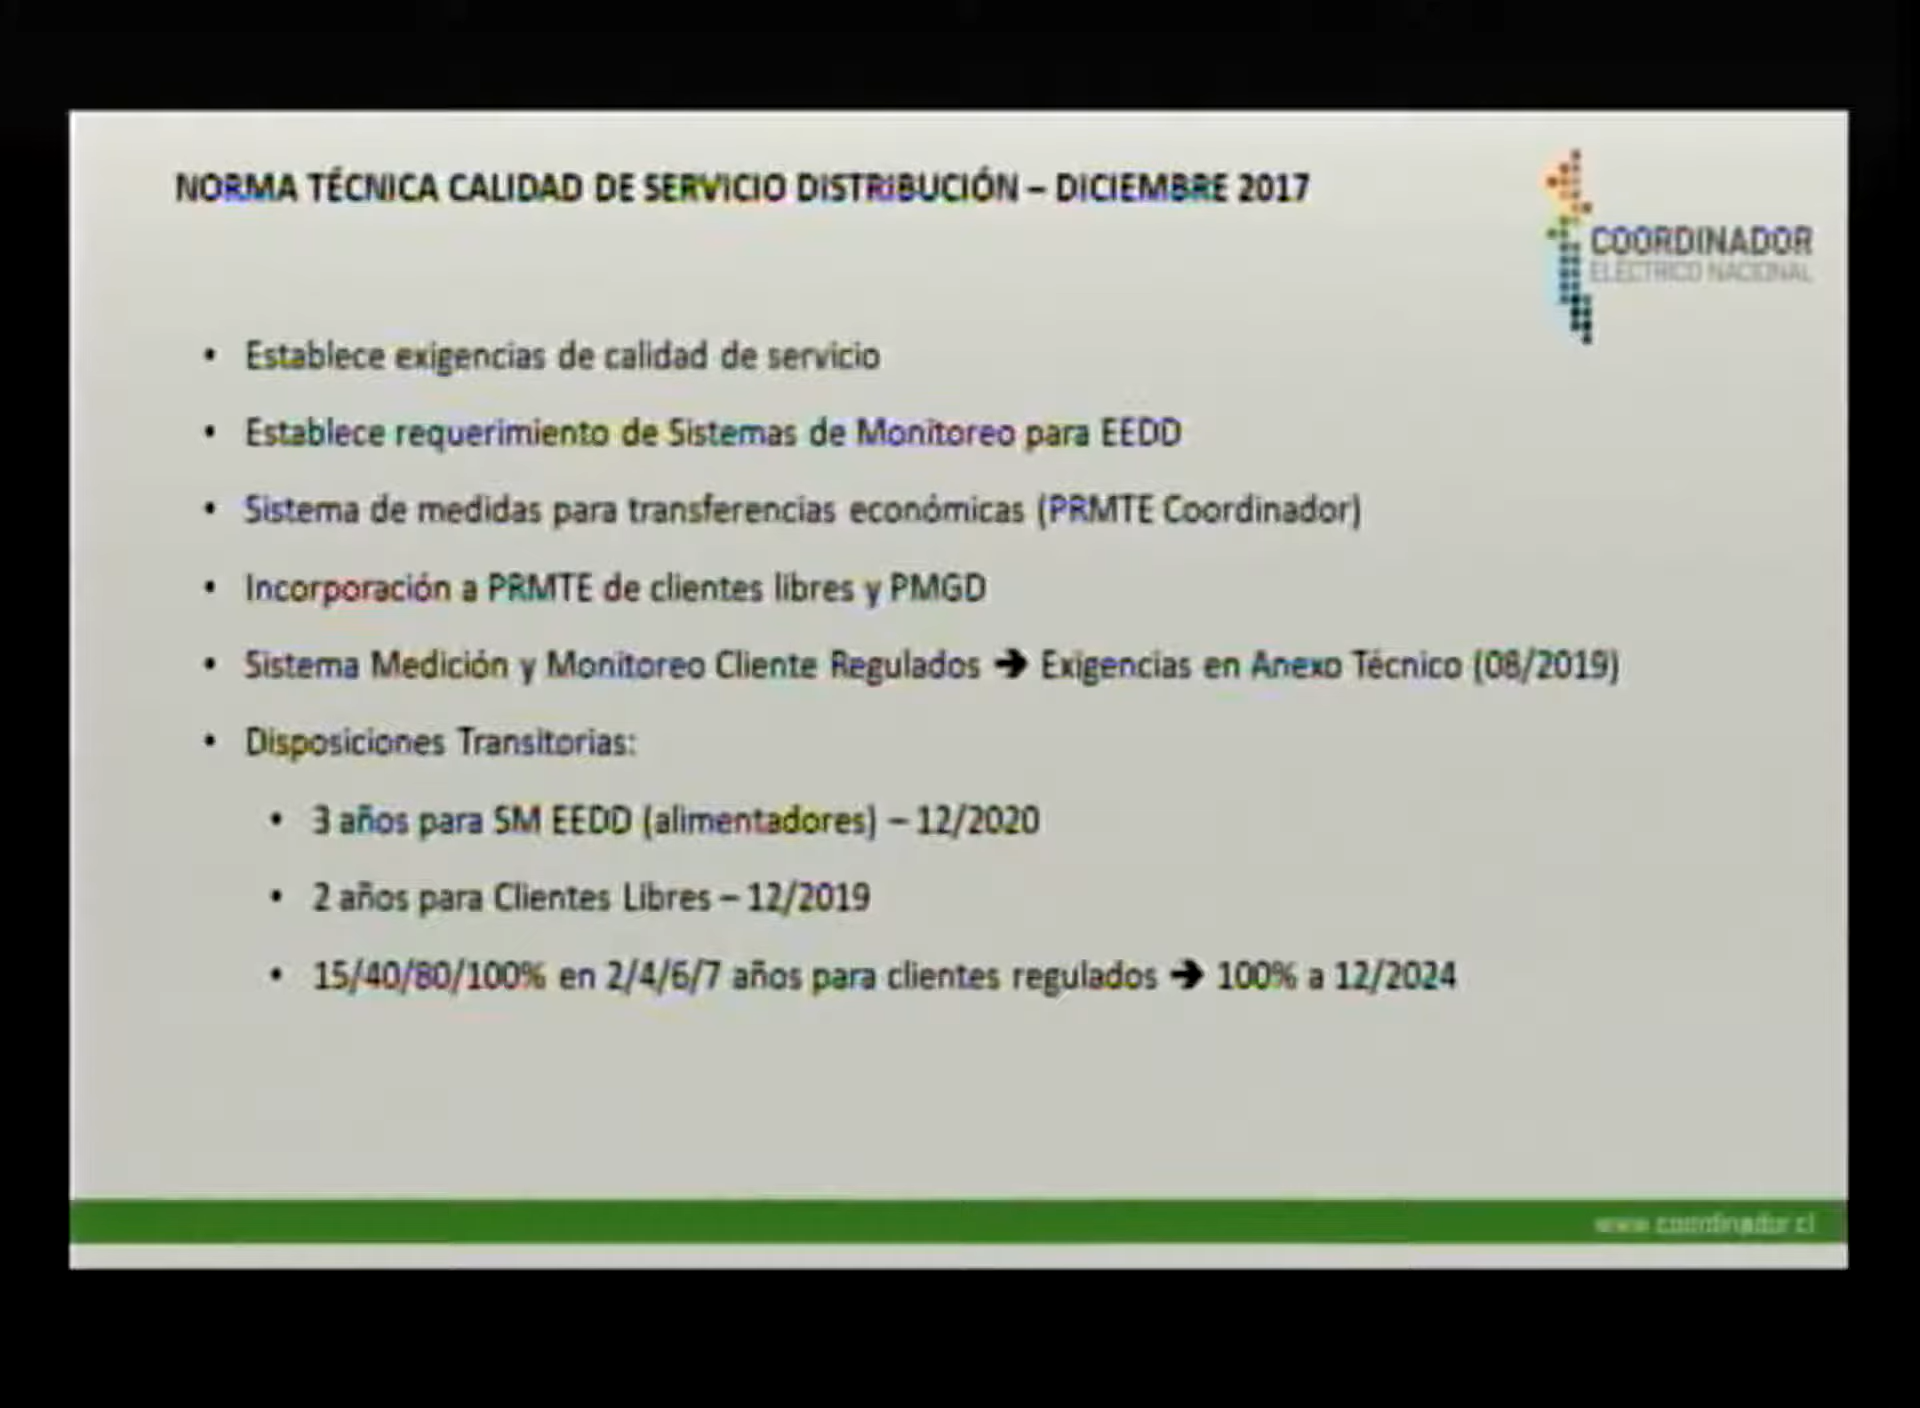 NORMA TÉCNICA CALIDAD DE SERVICIO DISTRIBUCIÓN – DICIEMBRE 2017
COORDINADOR
ELÉCTRICO NACIONAL
• Establece exigencias de calidad de servicio
• Establece requerimiento de Sistemas de Monitoreo para EEDD
• Sistema de medidas para transferencias económicas (PRMTE Coordinador)
• Incorporación a PRMTE de clientes libres y PMGD
• Sistema Medición y Monitoreo Cliente Regulados ➔ Exigencias en Anexo Técnico (08/2019)
• Disposiciones Transitorias:
• 3 años para SM EEDD (alimentadores) – 12/2020
• 2 años para Clientes Libres – 12/2019
• 15/40/80/100% en 2/4/6/7 años para clientes regulados ➔ 100% a 12/2024
www.coordinador.cl